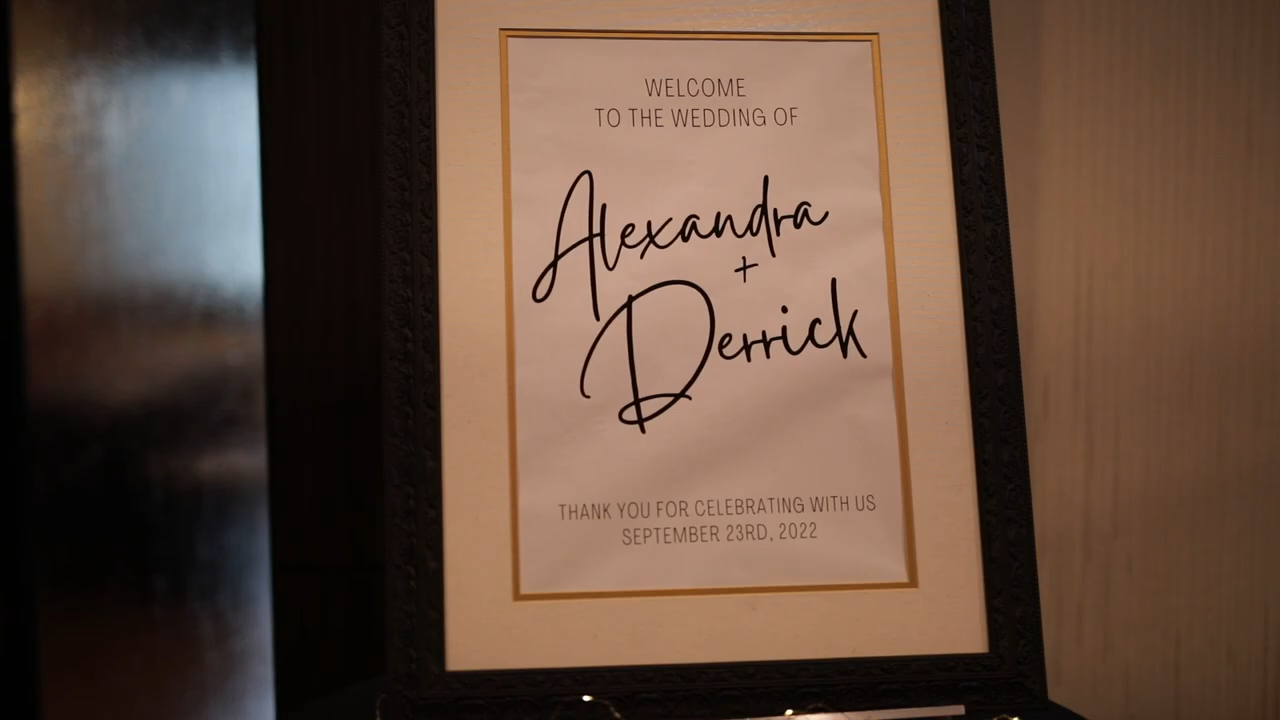 WELCOME
TO THE WEDDING OF
Alexandra
+
Derrick
THANK YOU FOR CELEBRATING WITH US
SEPTEMBER 23RD, 2022